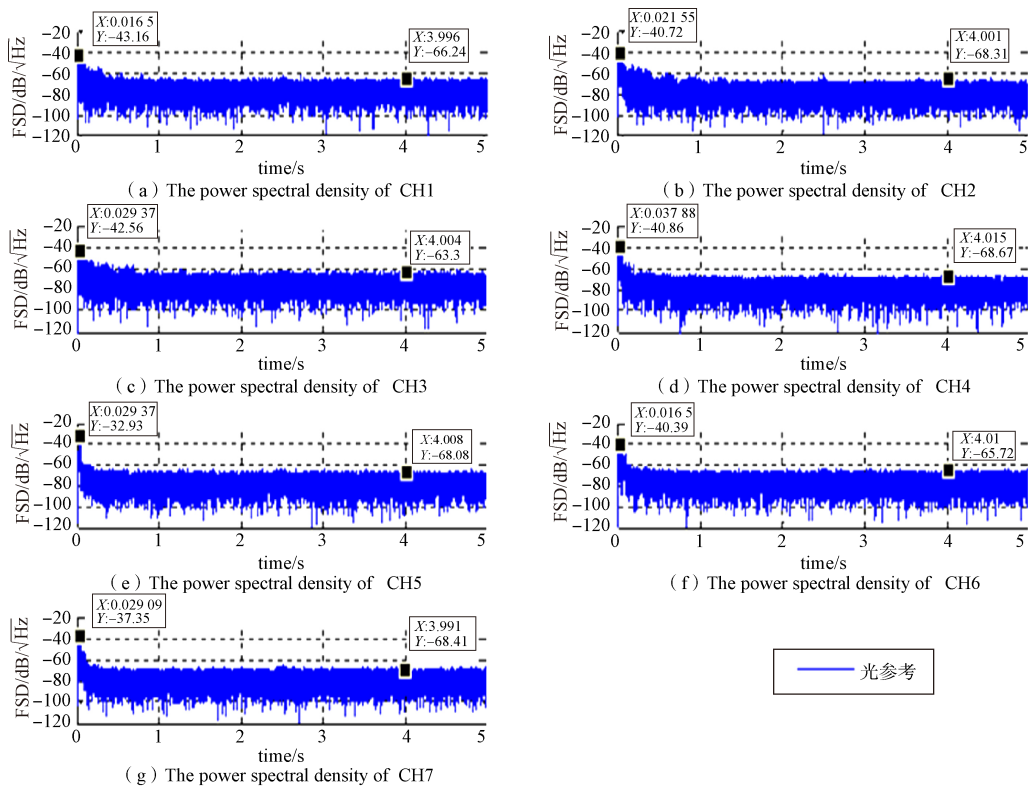 X:0.016 5
Y:-43.16
X:3.996
Y:-66.24
FSD/dB/√Hz
-20
-40
-60
-80
-100
-120
0 1 2 3 4 5
time/s
(a) The power spectral density of CH1
X:0.021 55
Y:-40.72
X:4.001
Y:-68.31
FSD/dB/√Hz
-20
-40
-60
-80
-100
-120
0 1 2 3 4 5
time/s
(b) The power spectral density of CH2
X:0.029 37
Y:-42.56
X:4.004
Y:-63.3
FSD/dB/√Hz
-20
-40
-60
-80
-100
-120
0 1 2 3 4 5
time/s
(c) The power spectral density of CH3
X:0.037 88
Y:-40.86
X:4.015
Y:-68.67
FSD/dB/√Hz
-20
-40
-60
-80
-100
-120
0 1 2 3 4 5
time/s
(d) The power spectral density of CH4
X:0.029 37
Y:-32.93
X:4.008
Y:-68.08
FSD/dB/√Hz
-20
-40
-60
-80
-100
-120
0 1 2 3 4 5
time/s
(e) The power spectral density of CH5
X:0.016 5
Y:-40.39
X:4.01
Y:-65.72
FSD/dB/√Hz
-20
-40
-60
-80
-100
-120
0 1 2 3 4 5
time/s
(f) The power spectral density of CH6
X:0.029 09
Y:-37.35
X:3.991
Y:-68.41
FSD/dB/√Hz
-20
-40
-60
-80
-100
-120
0 1 2 3 4 5
time/s
(g) The power spectral density of CH7
光参考